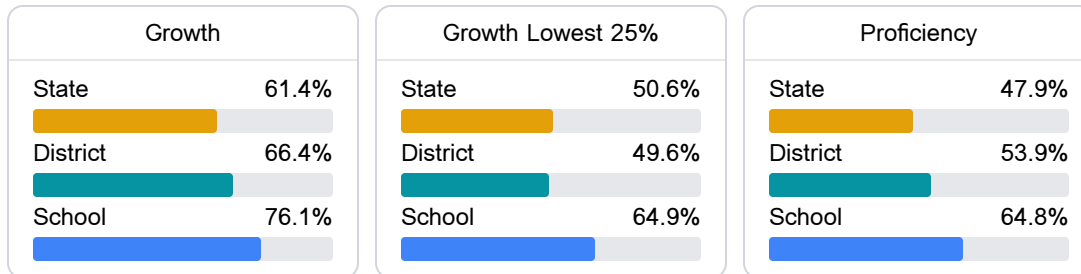 Growth
State 61.4%
District 66.4%
School 76.1%
Growth Lowest 25%
State 50.6%
District 49.6%
School 64.9%
Proficiency
State 47.9%
District 53.9%
School 64.8%